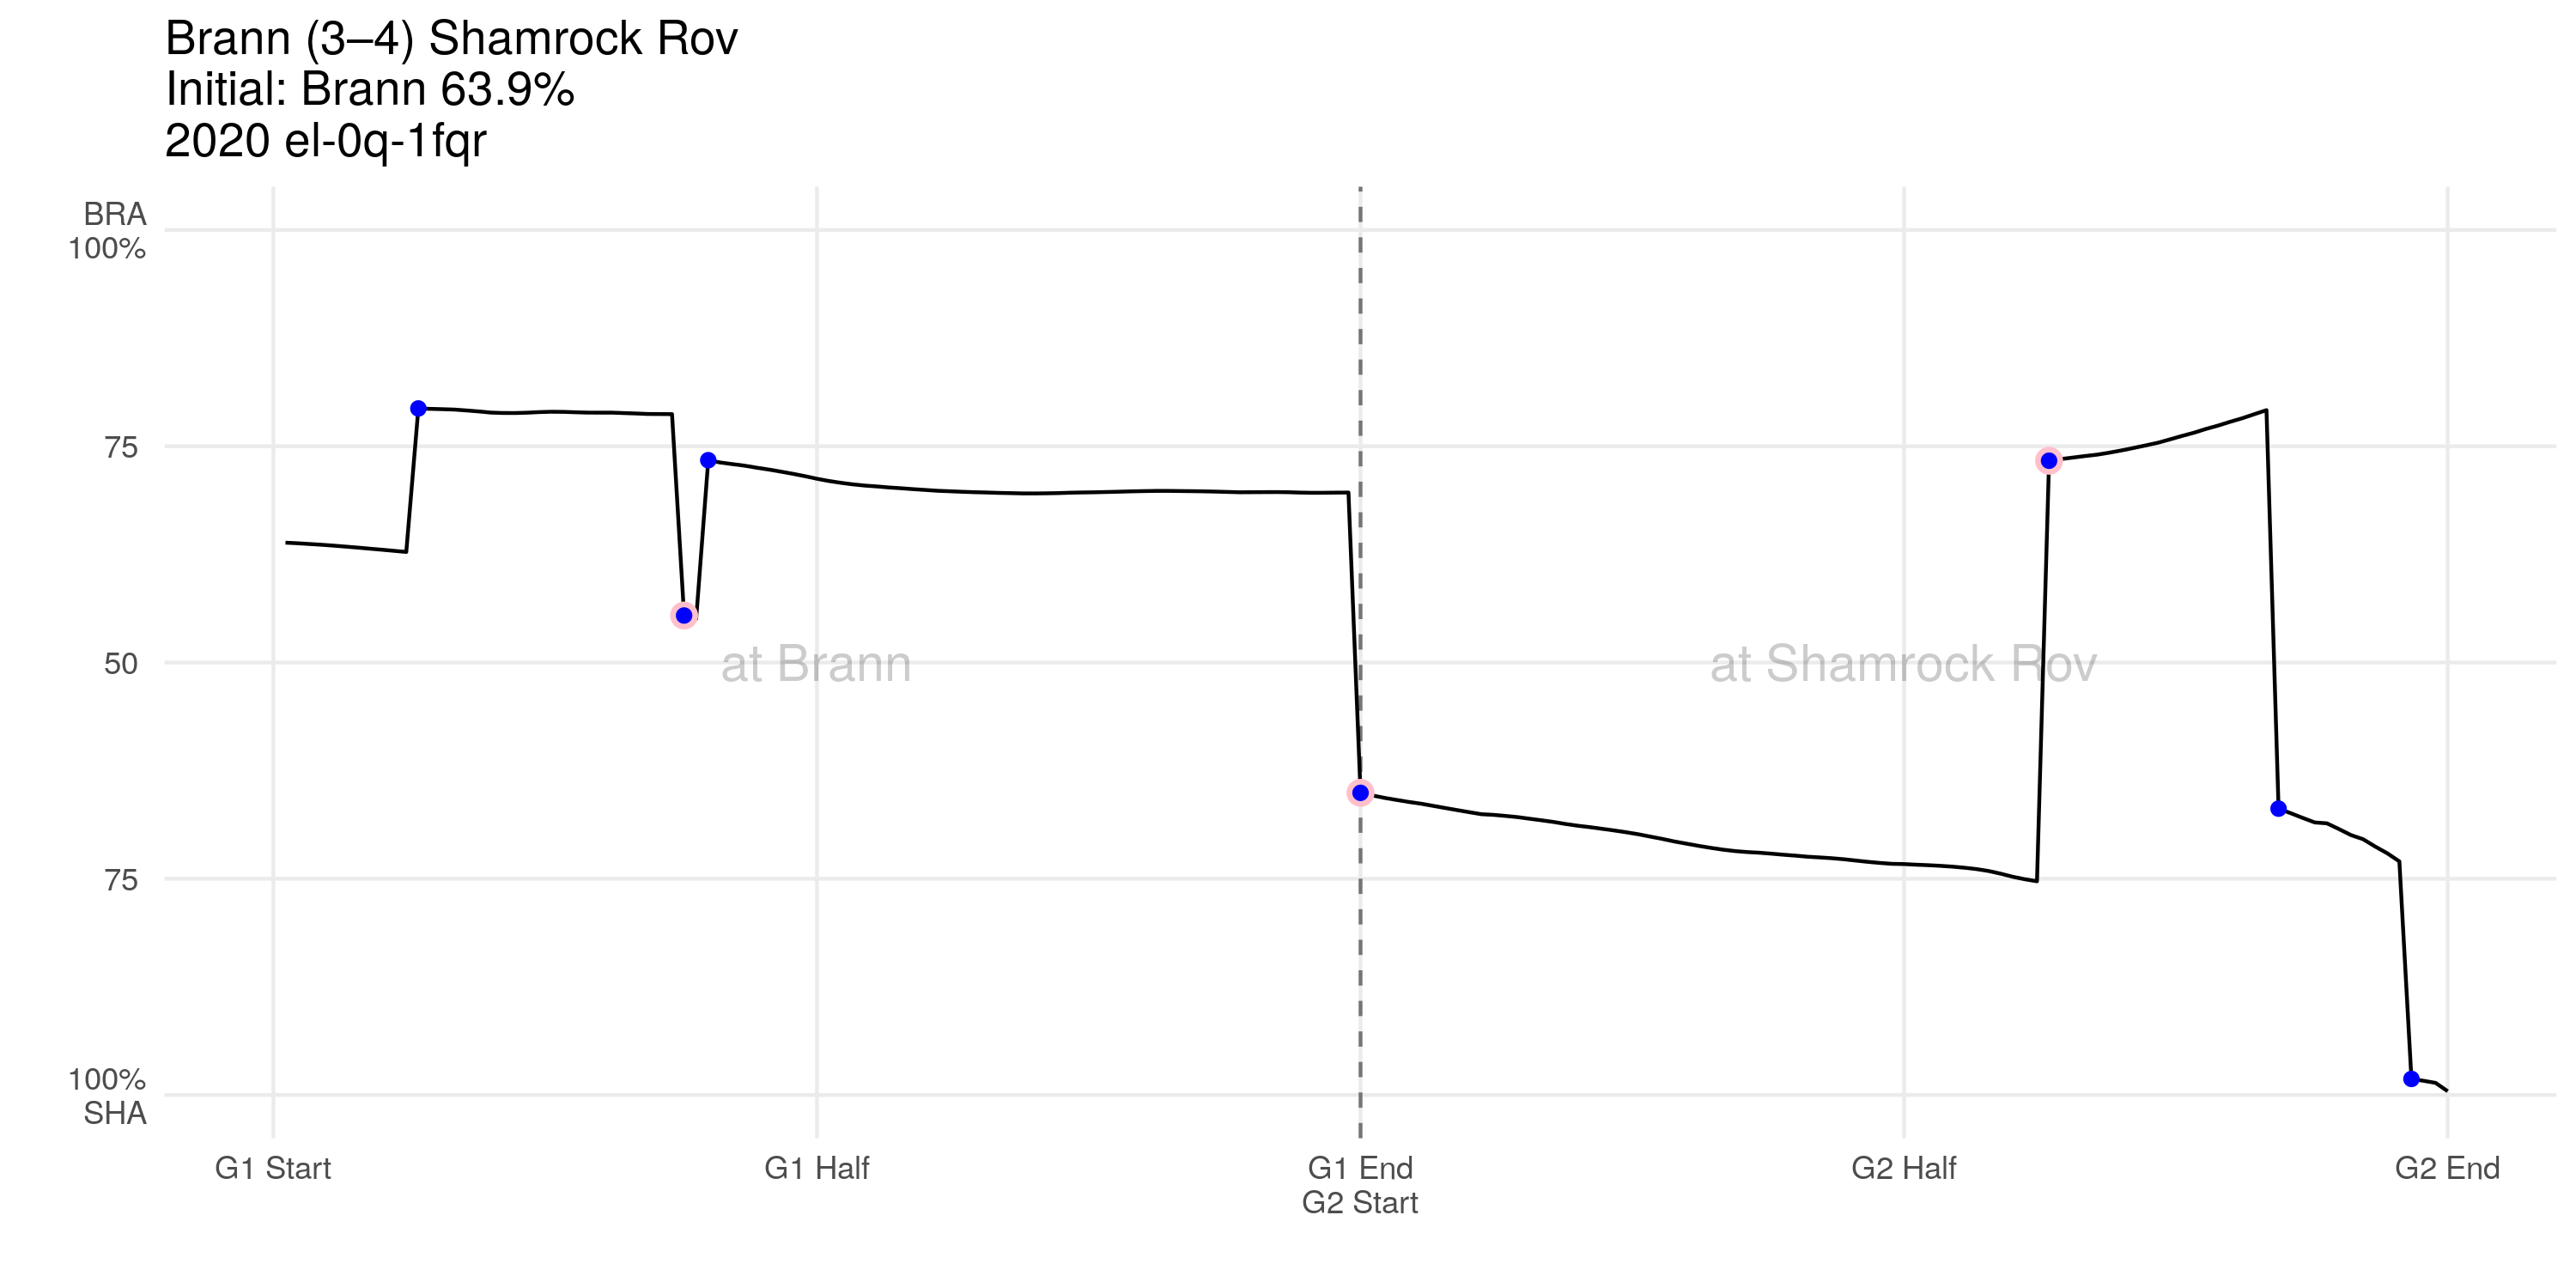 Brann (3–4) Shamrock Rov
Initial: Brann 63.9%
2020 el-0q-1fqr
BRA
100%
75
50
75
100%
SHA
at Brann
at Shamrock Rov
G1 Start
G1 Half
G1 End
G2 Start
G2 Half
G2 End